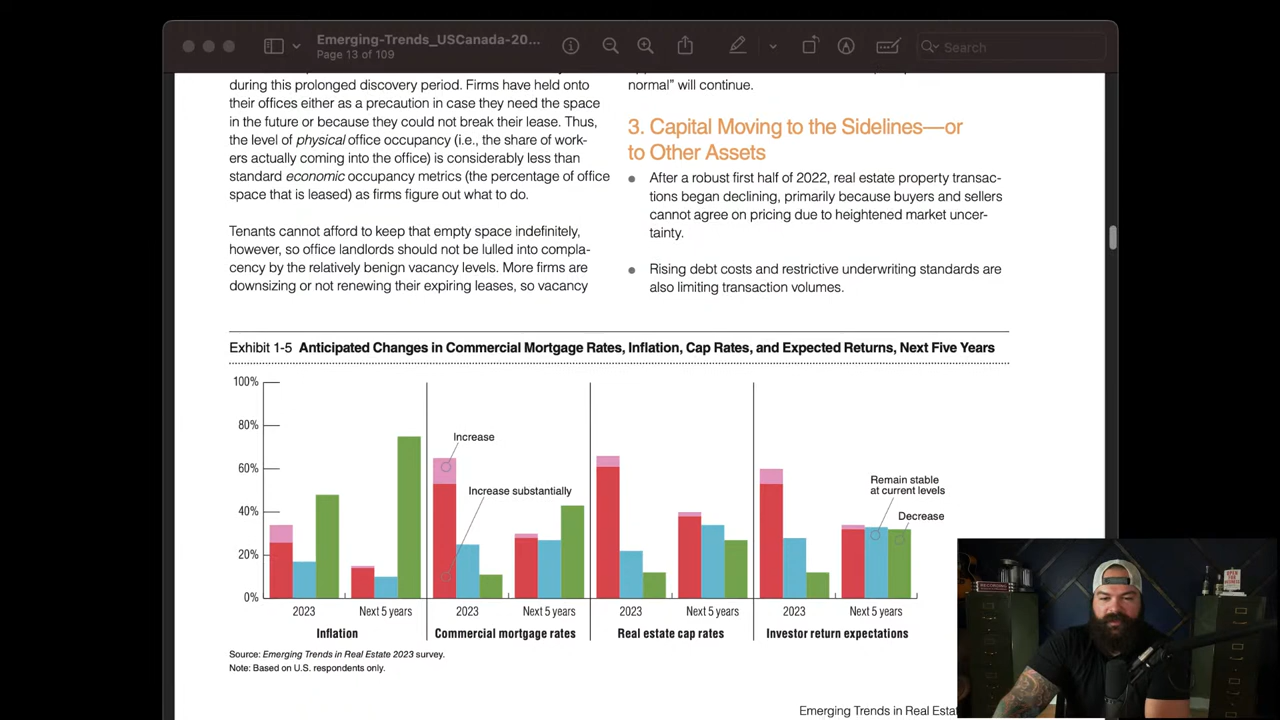 Emerging-Trends_USCanada-20...
Page 13 of 109
Search
during this prolonged discovery period. Firms have held onto
their offices either as a precaution in case they need the space
in the future or because they could not break their lease. Thus,
the level of physical office occupancy (i.e., the share of work-
ers actually coming into the office) is considerably less than
standard economic occupancy metrics (the percentage of office
space that is leased) as firms figure out what to do.
Tenants cannot afford to keep that empty space indefinitely,
however, so office landlords should not be lulled into compla-
cency by the relatively benign vacancy levels. More firms are
downsizing or not renewing their expiring leases, so vacancy
normal” will continue.
3. Capital Moving to the Sidelines—or
to Other Assets
● After a robust first half of 2022, real estate property transac-
tions began declining, primarily because buyers and sellers
cannot agree on pricing due to heightened market uncer-
tainty.
● Rising debt costs and restrictive underwriting standards are
also limiting transaction volumes.
Exhibit 1-5 Anticipated Changes in Commercial Mortgage Rates, Inflation, Cap Rates, and Expected Returns, Next Five Years
100%
80%
60%
40%
20%
0%
Increase
Increase substantially
Remain stable
at current levels
Decrease
2023 Next 5 years 2023 Next 5 years 2023 Next 5 years 2023 Next 5 years
Inflation Commercial mortgage rates Real estate cap rates Investor return expectations
Source: Emerging Trends in Real Estate 2023 survey.
Note: Based on U.S. respondents only.
Emerging Trends in Real Estat